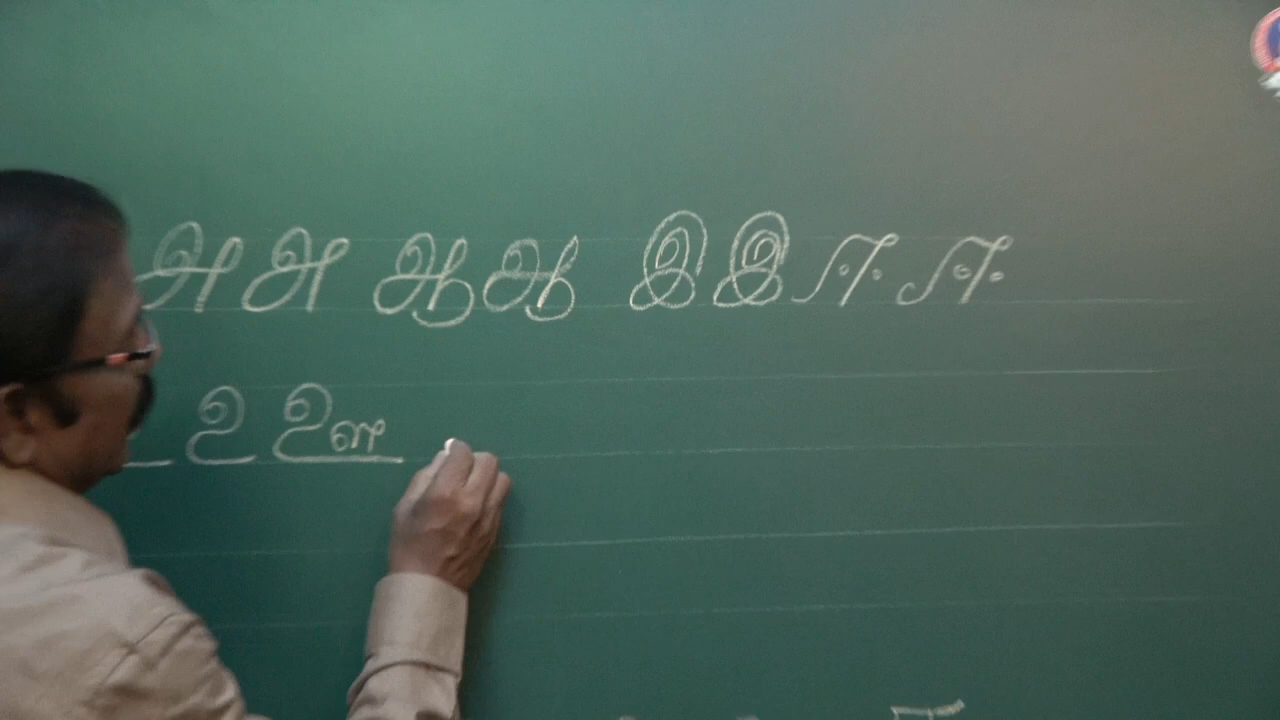 அ அ ஆ ஆ இ இ ஈ ஈ
உ ஊ